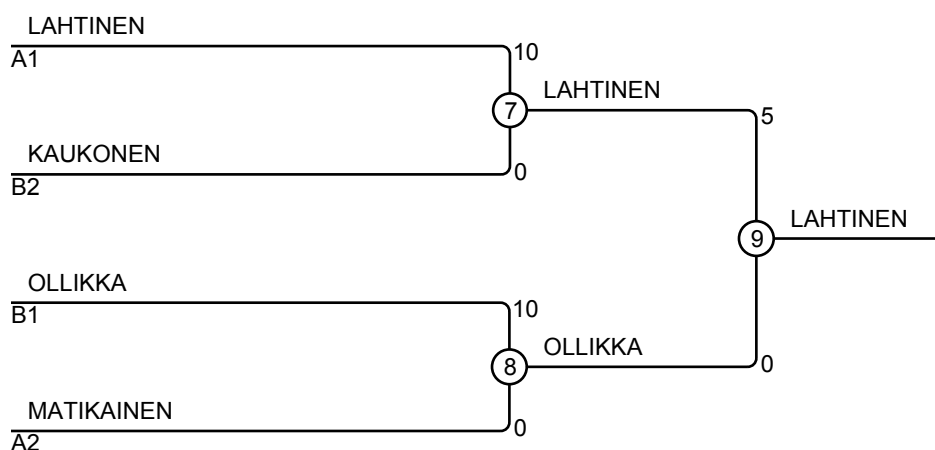 LAHTINEN
A1
10
7
LAHTINEN
5
KAUKONEN
B2
0
9
LAHTINEN
OLLIKKA
B1
10
8
OLLIKKA
0
MATIKAINEN
A2
0